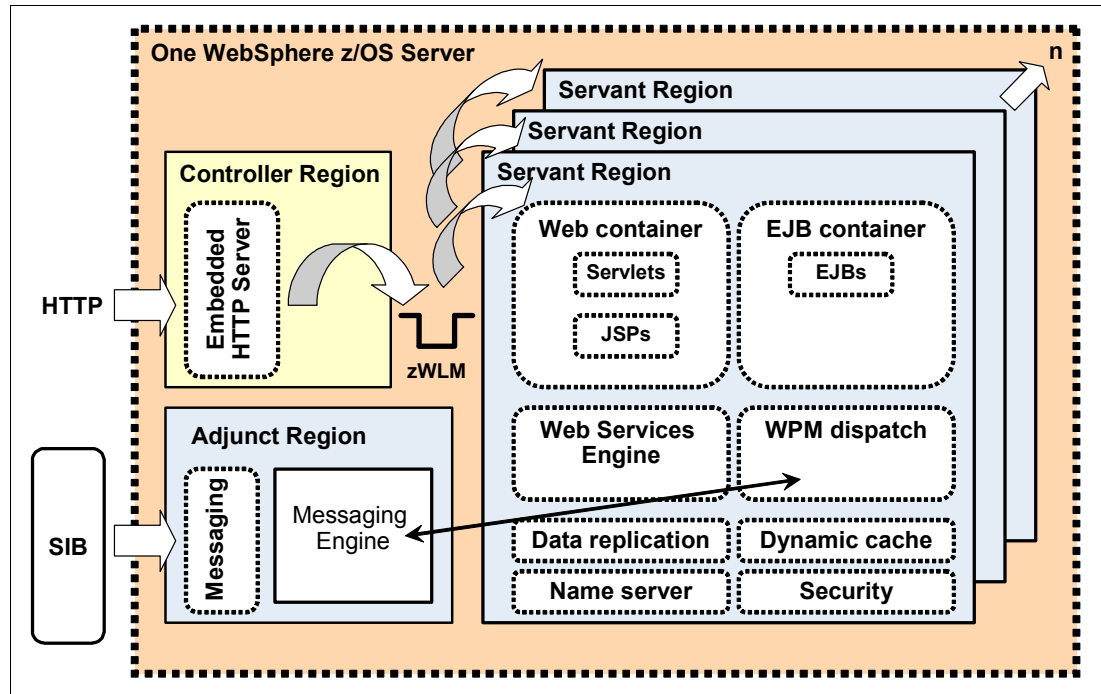 One WebSphere z/OS Server
n
Servant Region
Servant Region
Servant Region
Controller Region
Embedded
HTTP Server
HTTP
zWLM
Web container
Servlets
JSPs
EJB container
EJBs
Adjunct Region
Messaging
Messaging
Engine
SIB
Web Services
Engine
WPM dispatch
Data replication
Dynamic cache
Name server
Security